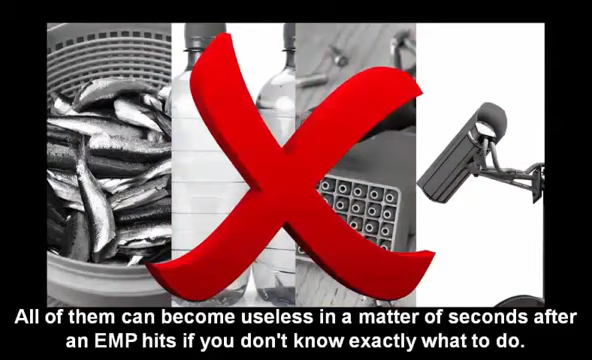 All of them can become useless in a matter of seconds after
an EMP hits if you don't know exactly what to do.